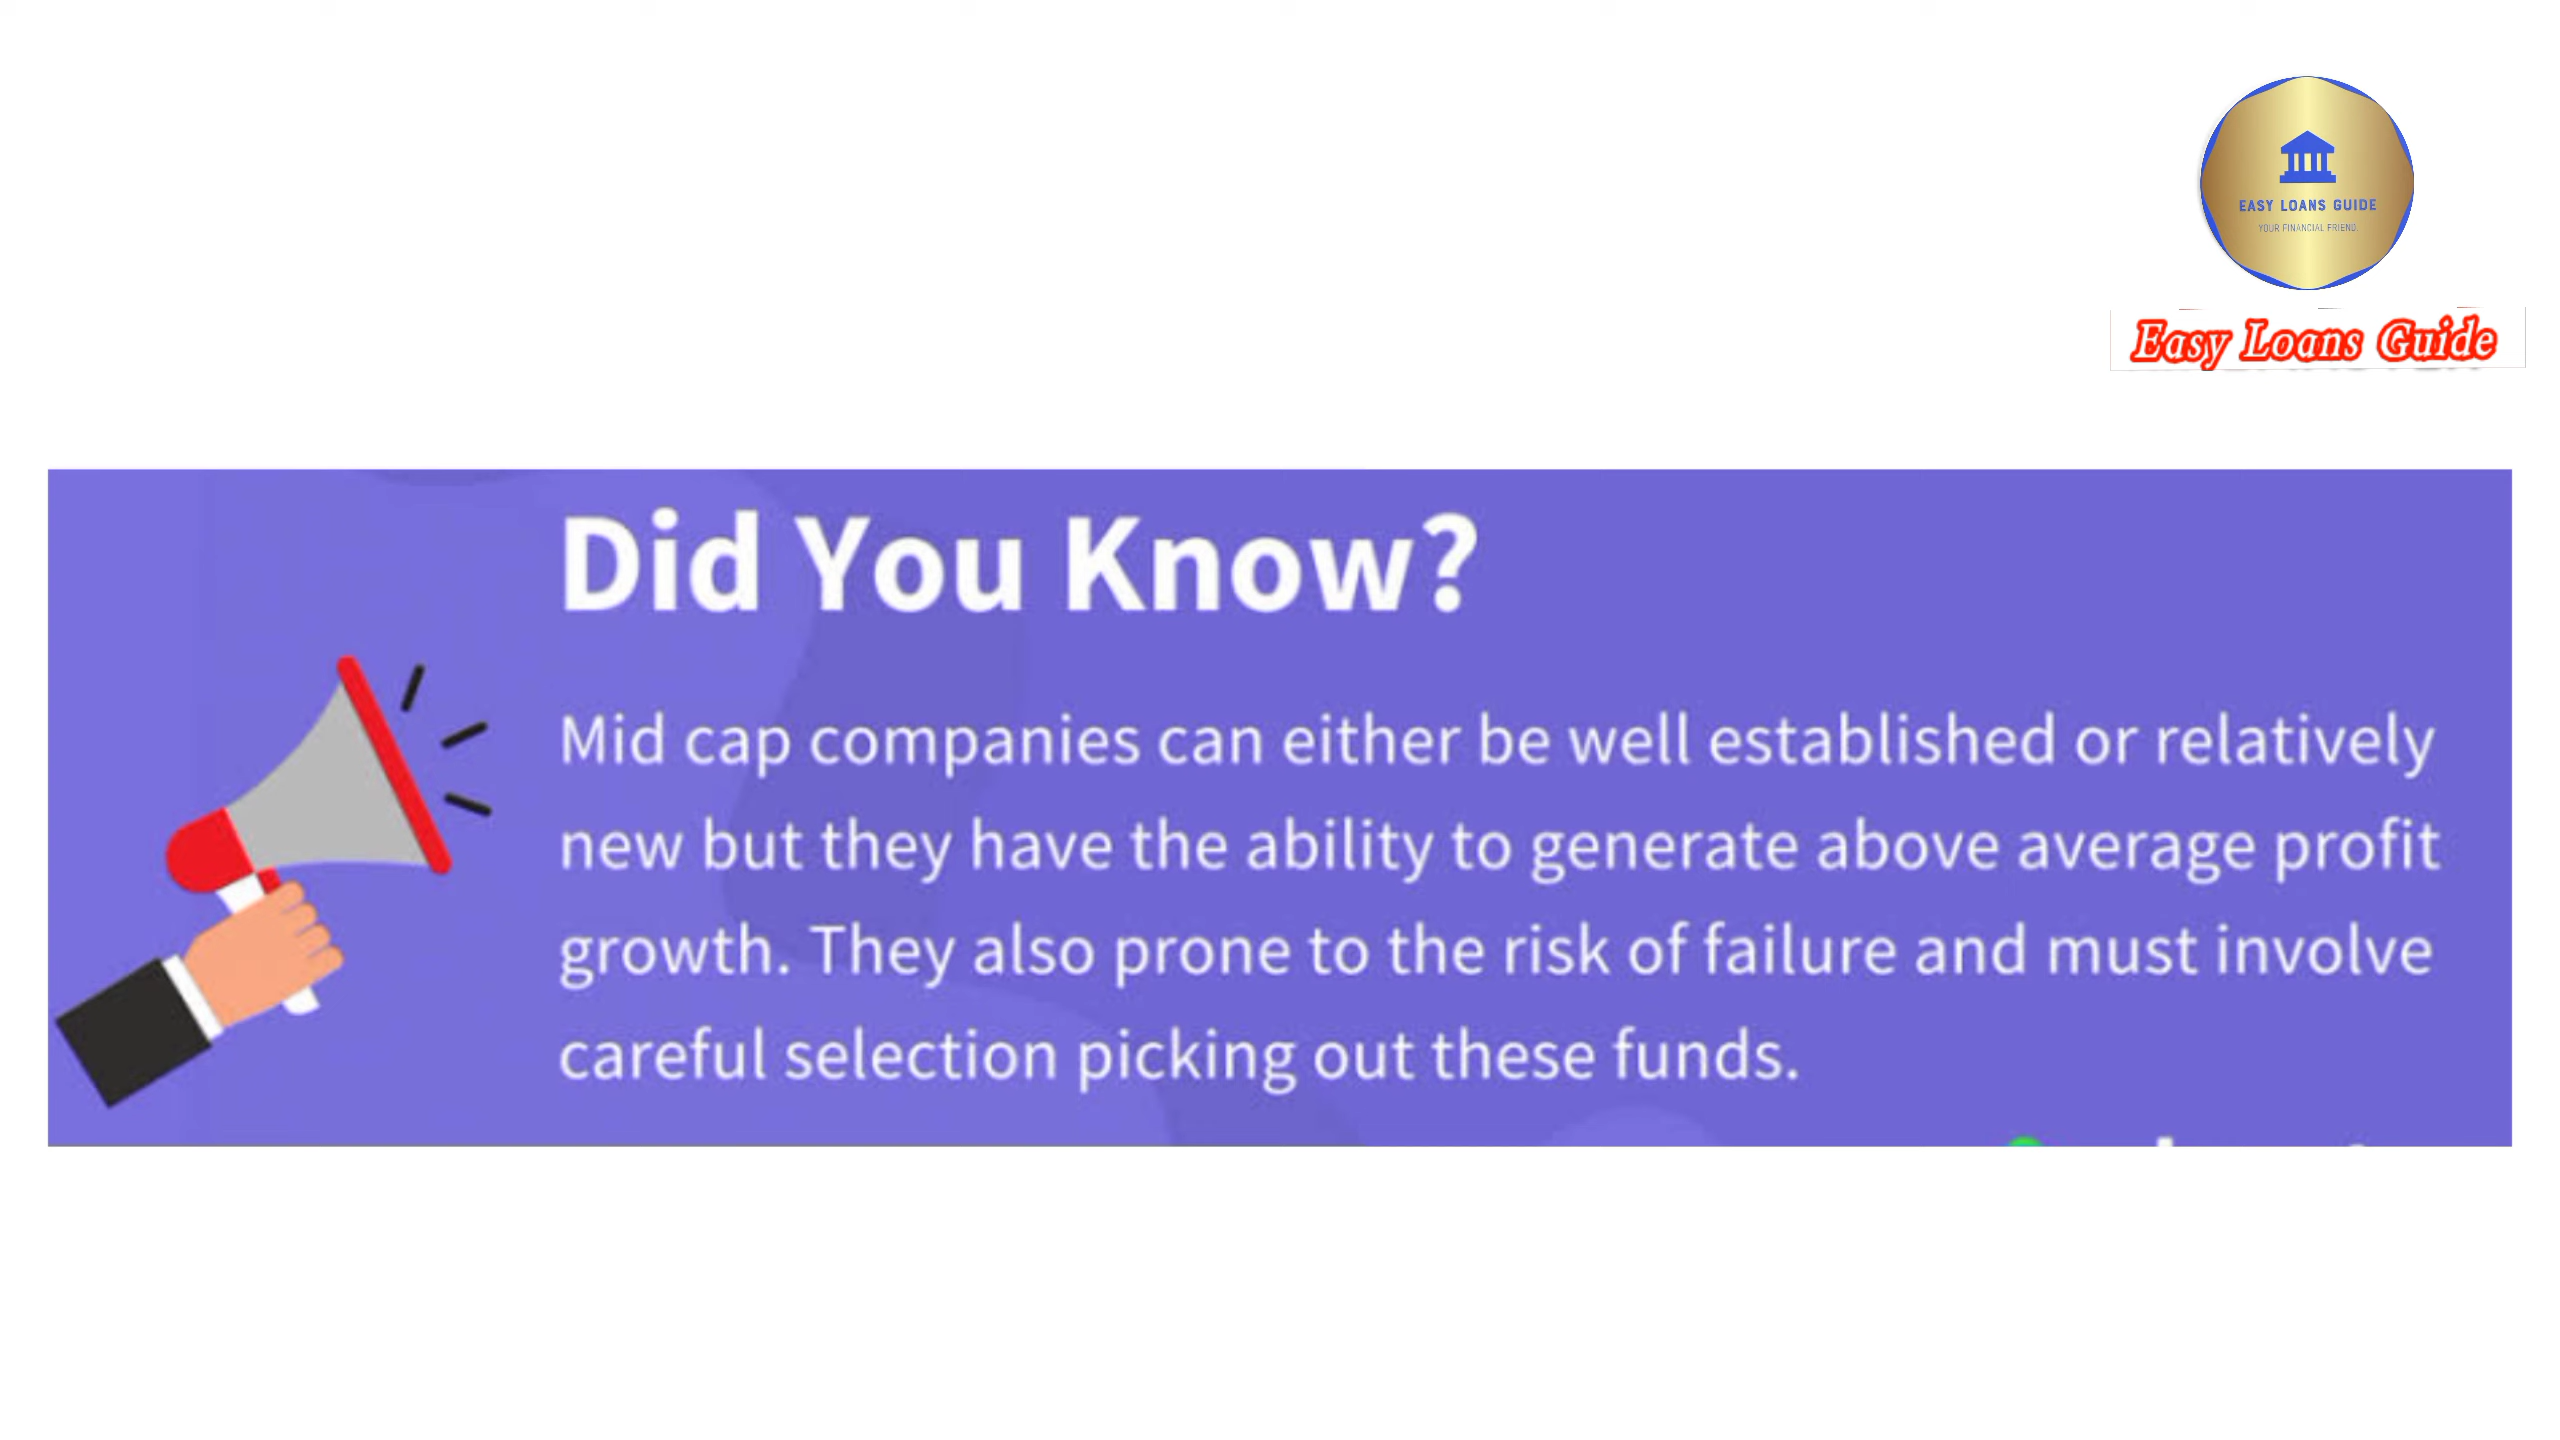 EASY LOANS GUIDE
YOUR FINANCIAL FRIEND.
Easy Loans Guide
Did You Know?
Mid cap companies can either be well established or relatively
new but they have the ability to generate above average profit
growth. They also prone to the risk of failure and must involve
careful selection picking out these funds.